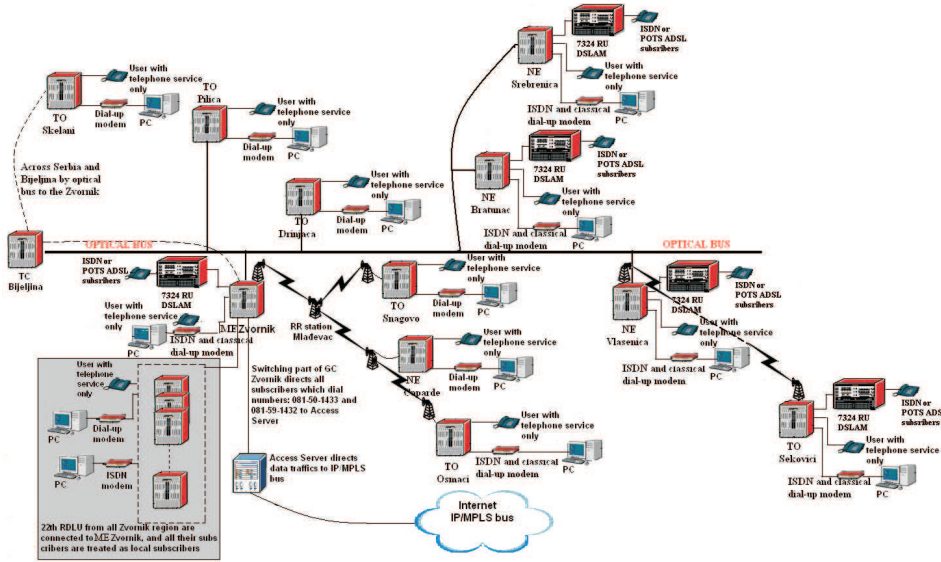 7324 RU
DSLAM
ISDN or
POTS ADSL
subsribers
NE
Srebrenica
User with
telephone service
only
ISDN and classical
dial-up modem
PC
User with
telephone service
only
TO
Skelani
Dial-up
modem
PC
TO
Pilica
User with
telephone service
only
Dial-up
modem
PC
7324 RU
DSLAM
ISDN or
POTS ADSL
subsribers
NE
Bratunac
User with
telephone service
only
ISDN and classical
dial-up modem
PC
Across Serbia and
Bijeljina by optical
bus to the Zvornik
User with
telephone service
only
TO
Drinjaca
Dial-up
modem
PC
OPTICAL BUS
OPTICAL BUS
TC
Bijeljina
ISDN or
POTS ADSL
subsribers
7324 RU
DSLAM
User with
telephone service
only
ME Zvornik
PC
ISDN and classical
dial-up modem
RR station
Mladevac
User with
telephone service
only
TO
Snagovo
Dial-up
modem
PC
User with
telephone service
only
NE
Caparde
Dial-up
modem
PC
User with
telephone service
only
TO
Osmaci
ISDN and classical
dial-up modem
PC
7324 RU
DSLAM
ISDN or
POTS ADSL
subsribers
NE
Vlasenica
User with
telephone service
only
ISDN and classical
dial-up modem
PC
7324 RU
DSLAM
ISDN or
POTS ADSL
subsribers
TO
Sekovici
User with
telephone service
only
ISDN and classical
dial-up modem
PC
User with
telephone
service
only
PC
Dial-up
modem
PC
ISDN
modem
22th RDLU from all Zvornik region are
connected to ME Zvornik, and all their subs
cribers are treated as local subscribers
Switching part of GC
Zvornik directs all
subscribers which dial
numbers: 081-50-1433 and
081-59-1432 to Access
Server
Access Server directs
data traffics to IP/MPLS
bus
Internet
IP/MPLS bus